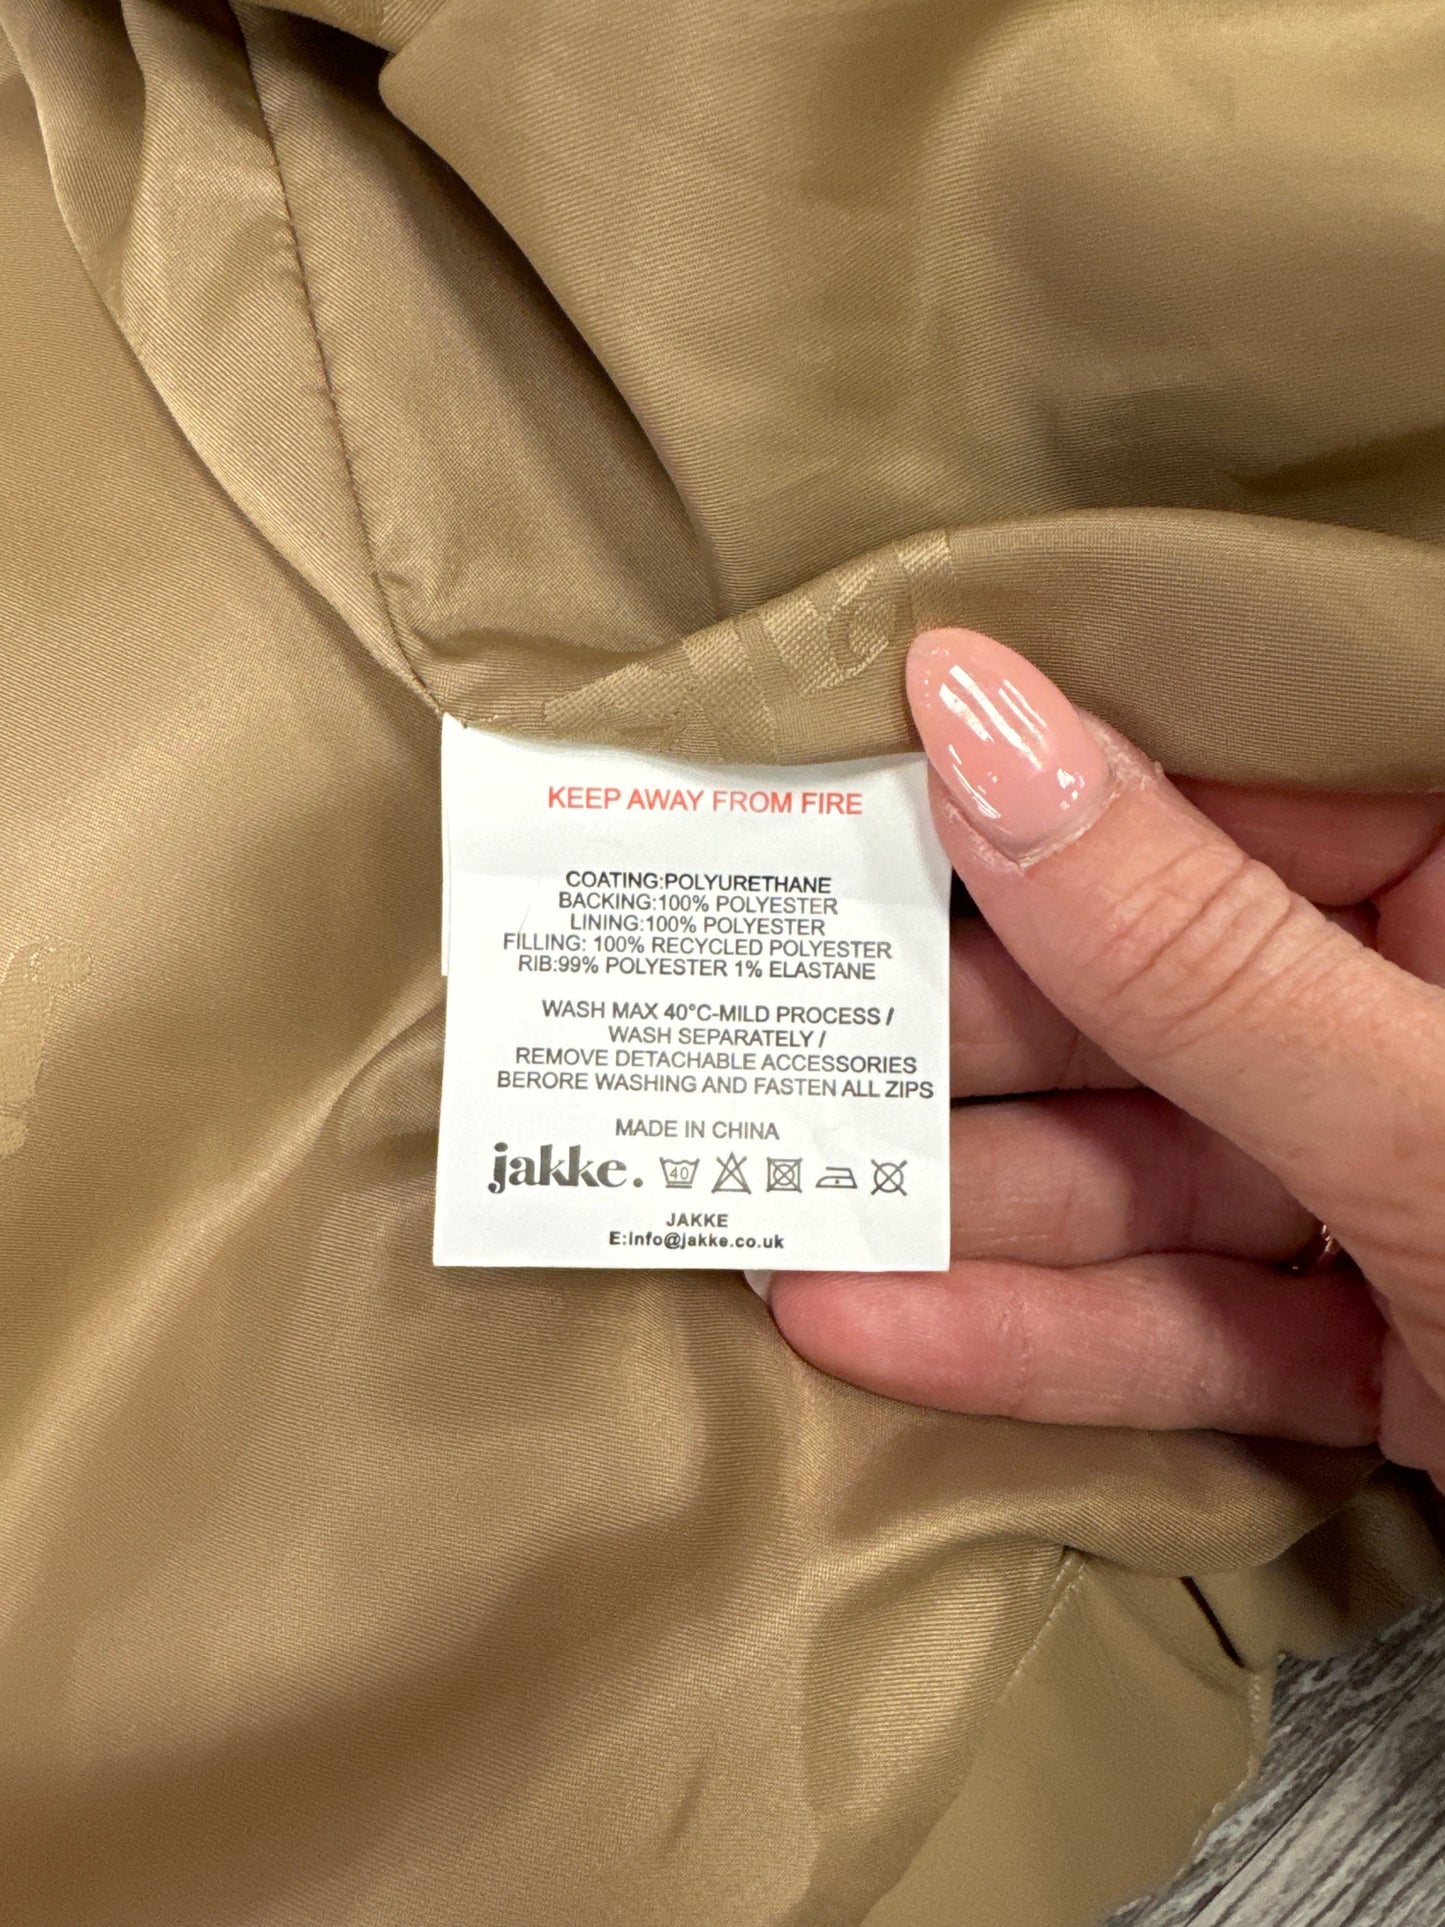 KEEP AWAY FROM FIRE
COATING:POLYURETHANE
BACKING:100% POLYESTER
LINING:100% POLYESTER
FILLING: 100% RECYCLED POLYESTER
RIB:99% POLYESTER 1% ELASTANE
WASH MAX 40°C-MILD PROCESS /
WASH SEPARATELY /
REMOVE DETACHABLE ACCESSORIES
BERORE WASHING AND FASTEN ALL ZIPS
MADE IN CHINA
jakke. 40
JAKKE
E:info@jakke.co.uk